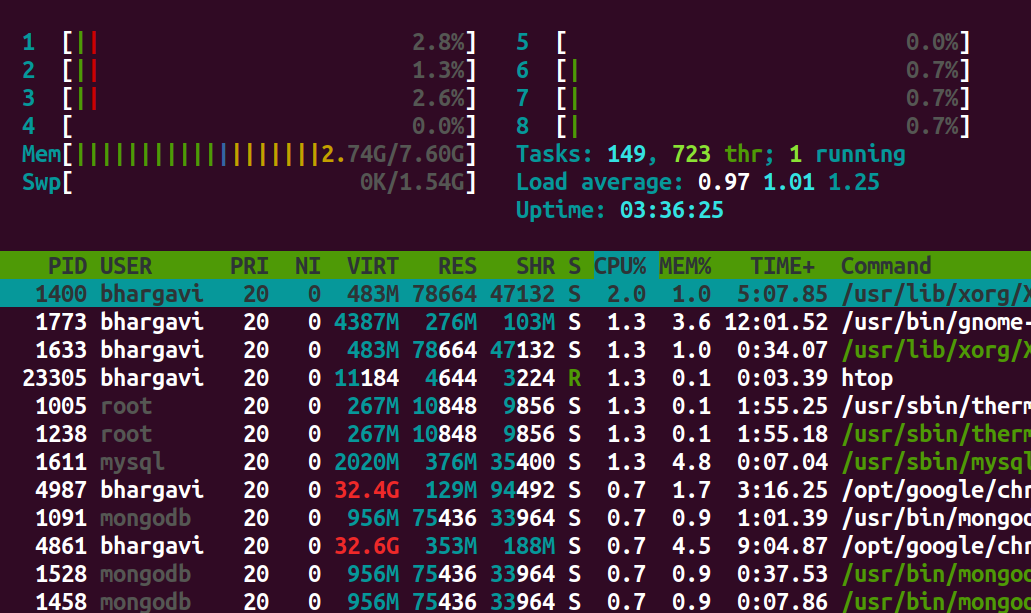 1 [|| 2.8%] 5 [ 0.0%]
2 [|| 1.3%] 6 [| 0.7%]
3 [|| 2.6%] 7 [| 0.7%]
4 [ 0.0%] 8 [| 0.7%]
Mem[|||||||||||||||||||2.74G/7.60G] Tasks: 149, 723 thr; 1 running
Swp[ 0K/1.54G] Load average: 0.97 1.01 1.25
Uptime: 03:36:25
PID USER PRI NI VIRT RES SHR S CPU% MEM% TIME+ Command
1400 bhargavi 20 0 483M 78664 47132 S 2.0 1.0 5:07.85 /usr/lib/xorg/X
1773 bhargavi 20 0 4387M 276M 103M S 1.3 3.6 12:01.52 /usr/bin/gnome-
1633 bhargavi 20 0 483M 78664 47132 S 1.3 1.0 0:34.07 /usr/lib/xorg/X
23305 bhargavi 20 0 11184 4644 3224 R 1.3 0.1 0:03.39 htop
1005 root 20 0 267M 10848 9856 S 1.3 0.1 1:55.25 /usr/sbin/therm
1238 root 20 0 267M 10848 9856 S 1.3 0.1 1:55.18 /usr/sbin/therm
1611 mysql 20 0 2020M 376M 35400 S 1.3 4.8 0:07.04 /usr/sbin/mysql
4987 bhargavi 20 0 32.4G 129M 94492 S 0.7 1.7 3:16.25 /opt/google/chr
1091 mongodb 20 0 956M 75436 33964 S 0.7 0.9 1:01.39 /usr/bin/mongod
4861 bhargavi 20 0 32.6G 353M 188M S 0.7 4.5 9:04.87 /opt/google/chr
1528 mongodb 20 0 956M 75436 33964 S 0.7 0.9 0:37.53 /usr/bin/mongod
1458 mongodb 20 0 956M 75436 33964 S 0.7 0.9 0:07.86 /usr/bin/mongod